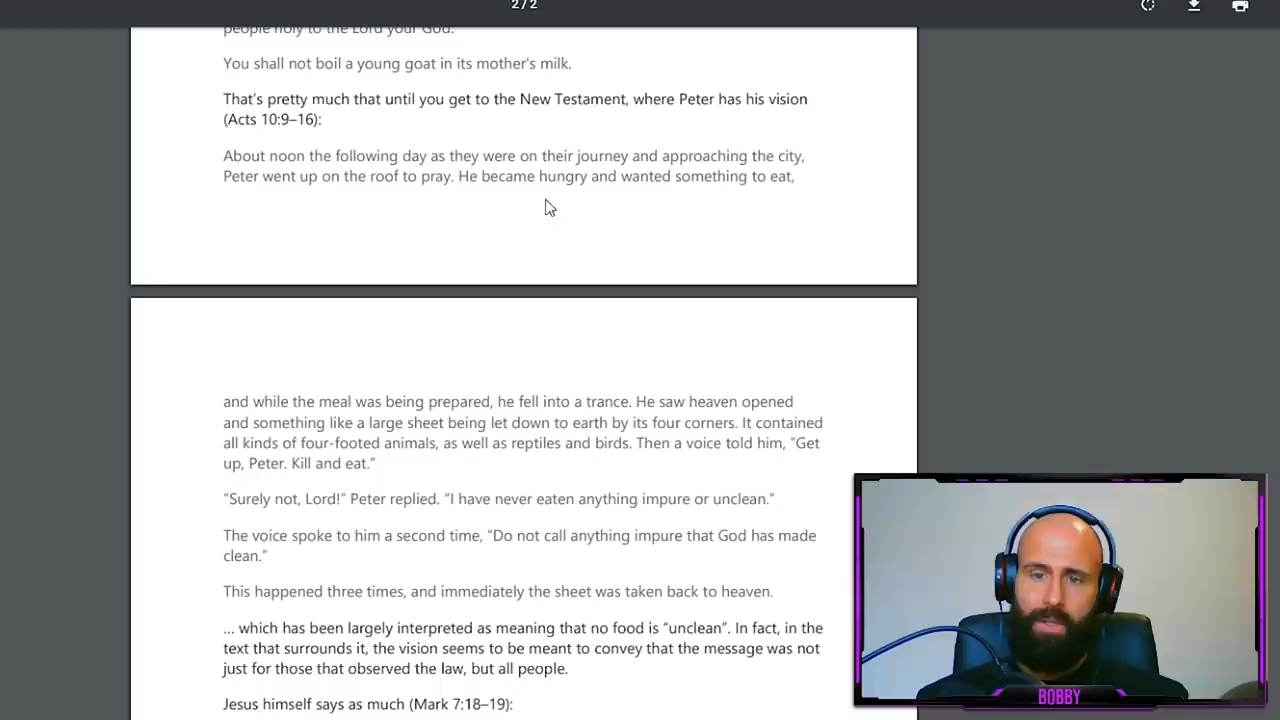 2/2
people holy to the Lord your God.
You shall not boil a young goat in its mother's milk.
That’s pretty much that until you get to the New Testament, where Peter has his vision
(Acts 10:9–16):
About noon the following day as they were on their journey and approaching the city,
Peter went up on the roof to pray. He became hungry and wanted something to eat,
and while the meal was being prepared, he fell into a trance. He saw heaven opened
and something like a large sheet being let down to earth by its four corners. It contained
all kinds of four-footed animals, as well as reptiles and birds. Then a voice told him, “Get
up, Peter. Kill and eat.”
“Surely not, Lord!” Peter replied. “I have never eaten anything impure or unclean.”
The voice spoke to him a second time, “Do not call anything impure that God has made
clean.”
This happened three times, and immediately the sheet was taken back to heaven.
… which has been largely interpreted as meaning that no food is “unclean”. In fact, in the
text that surrounds it, the vision seems to be meant to convey that the message was not
just for those that observed the law, but all people.
Jesus himself says as much (Mark 7:18–19):
BOBBY